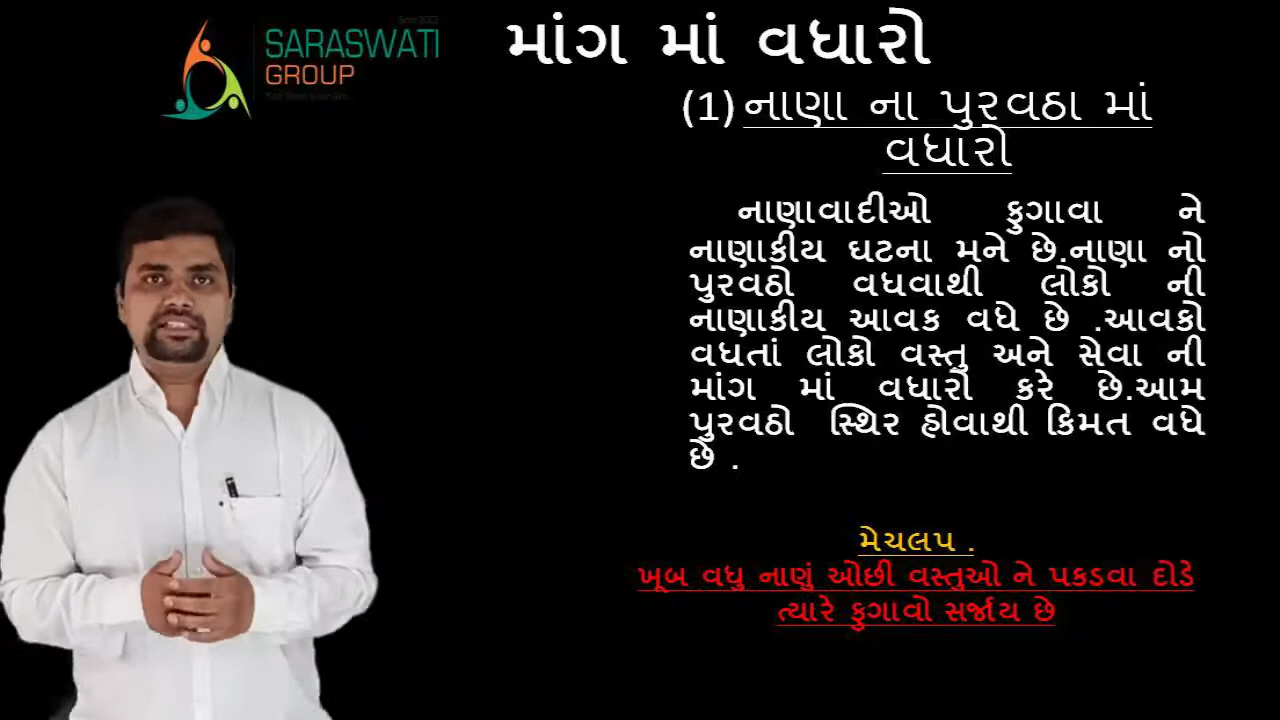 SARASWATI
GROUP
માંગ માં વધારો
(1) નાણા ના પુરવઠા માં
વધારો
નાણાવાદીઓ ફુગાવા ને
નાણાકીય ઘટના મને છે.નાણા નો
પુરવઠો વધવાથી લોકો ની
નાણાકીય આવક વધે છે .આવકો
વધતાં લોકો વસ્તુ અને સેવા ની
માંગ માં વધારો કરે છે.આમ
પુરવઠો સ્થિર હોવાથી કિમત વધે
છે .
મેચલપ .
ખૂબ વધુ નાણું ઓછી વસ્તુઓ ને પકડવા દોડે
ત્યારે ફુગાવો સર્જાય છે